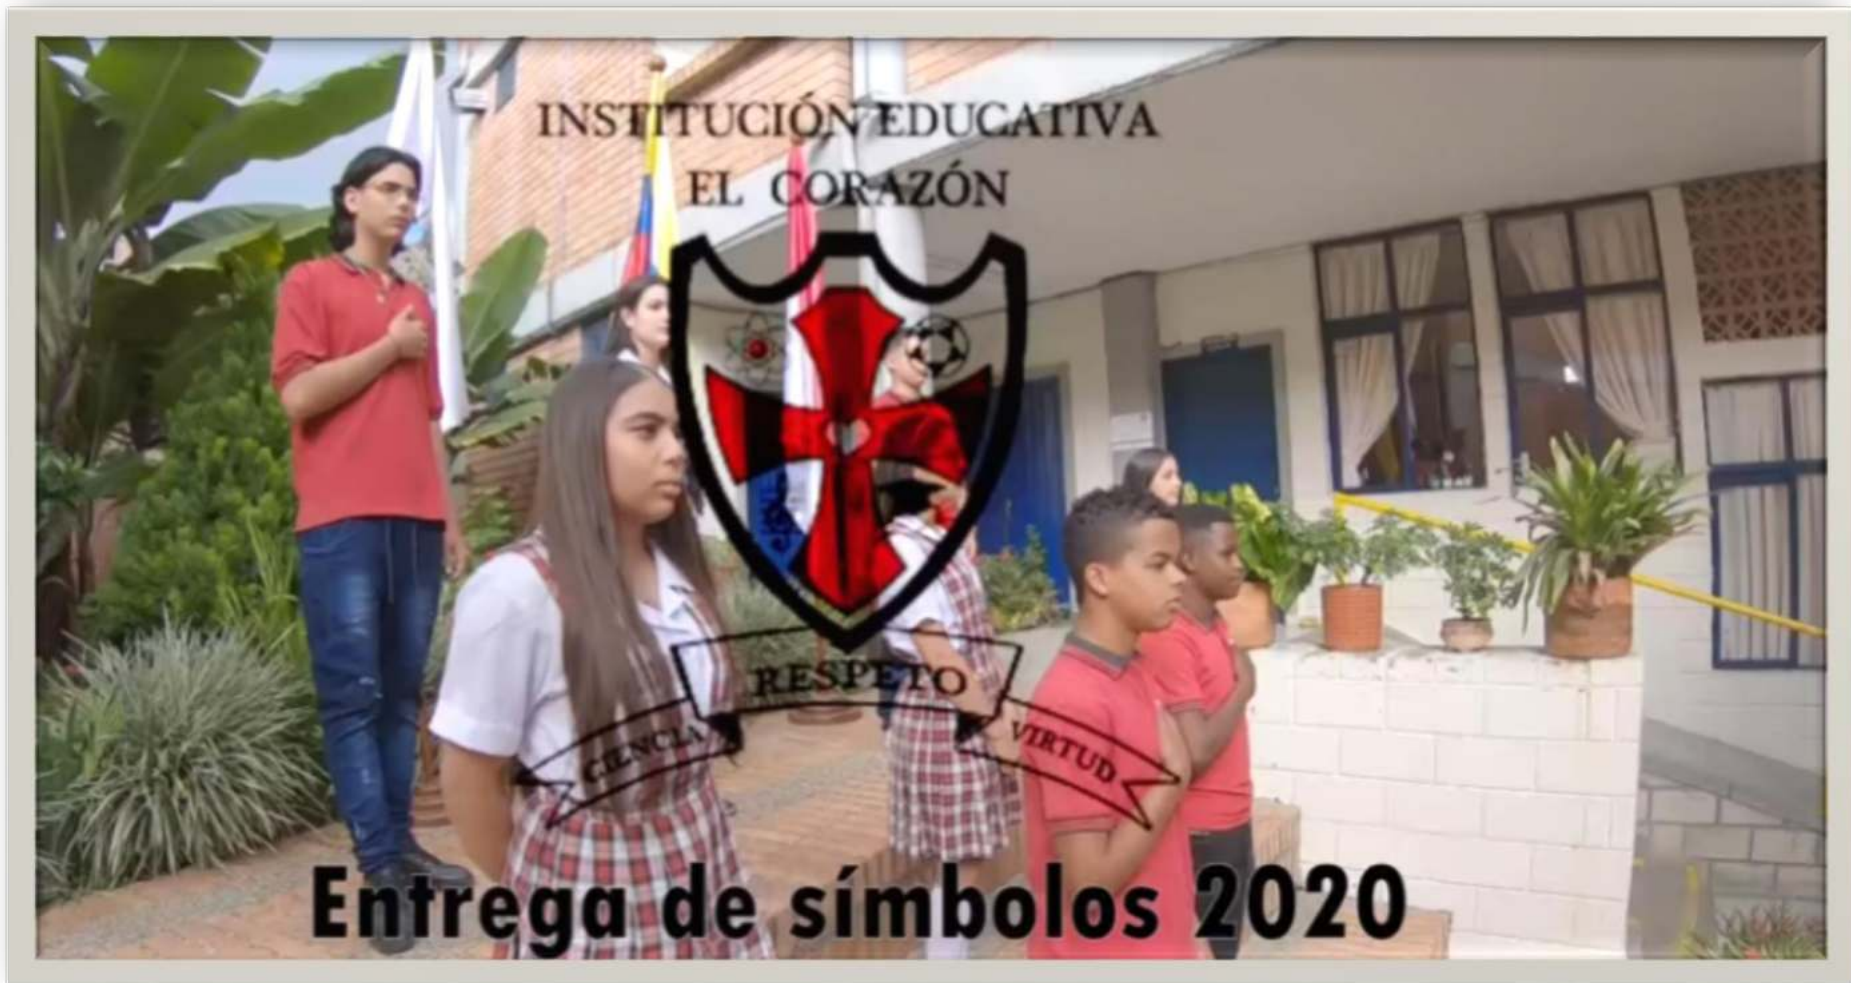 INSTITUCIÓN EDUCATIVA
EL CORAZÓN
RESPETO
CIENCIA
VIRTUD
Entrega de símbolos 2020